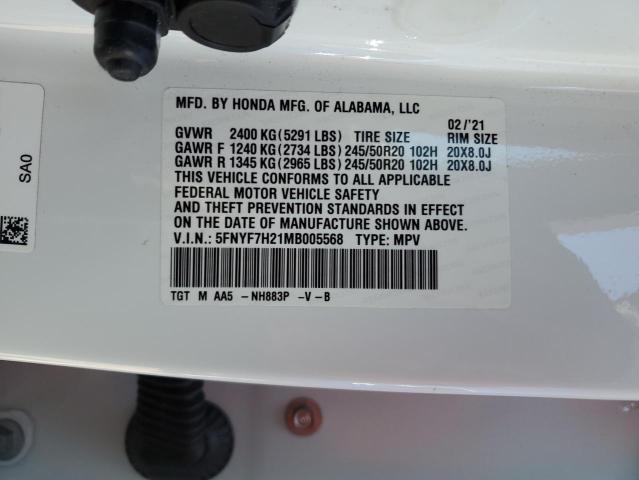 MFD. BY HONDA MFG. OF ALABAMA, LLC
02/'21
GVWR 2400 KG(5291 LBS) TIRE SIZE RIM SIZE
GAWR F 1240 KG(2734 LBS)245/50R20 102H 20X8.0J
GAWR R 1345 KG(2965 LBS)245/50R20 102H 20X8.0J
THIS VEHICLE CONFORMS TO ALL APPLICABLE
FEDERAL MOTOR VEHICLE SAFETY
AND THEFT PREVENTION STANDARDS IN EFFECT
ON THE DATE OF MANUFACTURE SHOWN ABOVE.
V.I.N.: 5FNYF7H21MB005568 TYPE: MPV
TGT M AA5 -NH883P -V -B
SA0